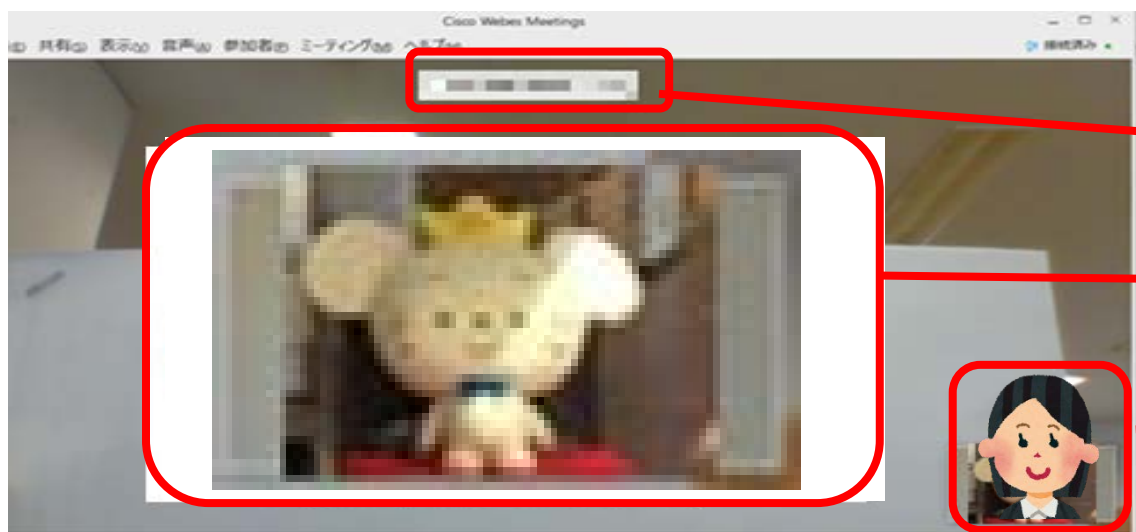 Cisco Webex Meetings
共有(S) 表示(V) 音声(A) 参加者(P) ミーティング(M) ヘルプ(H)
接続済み